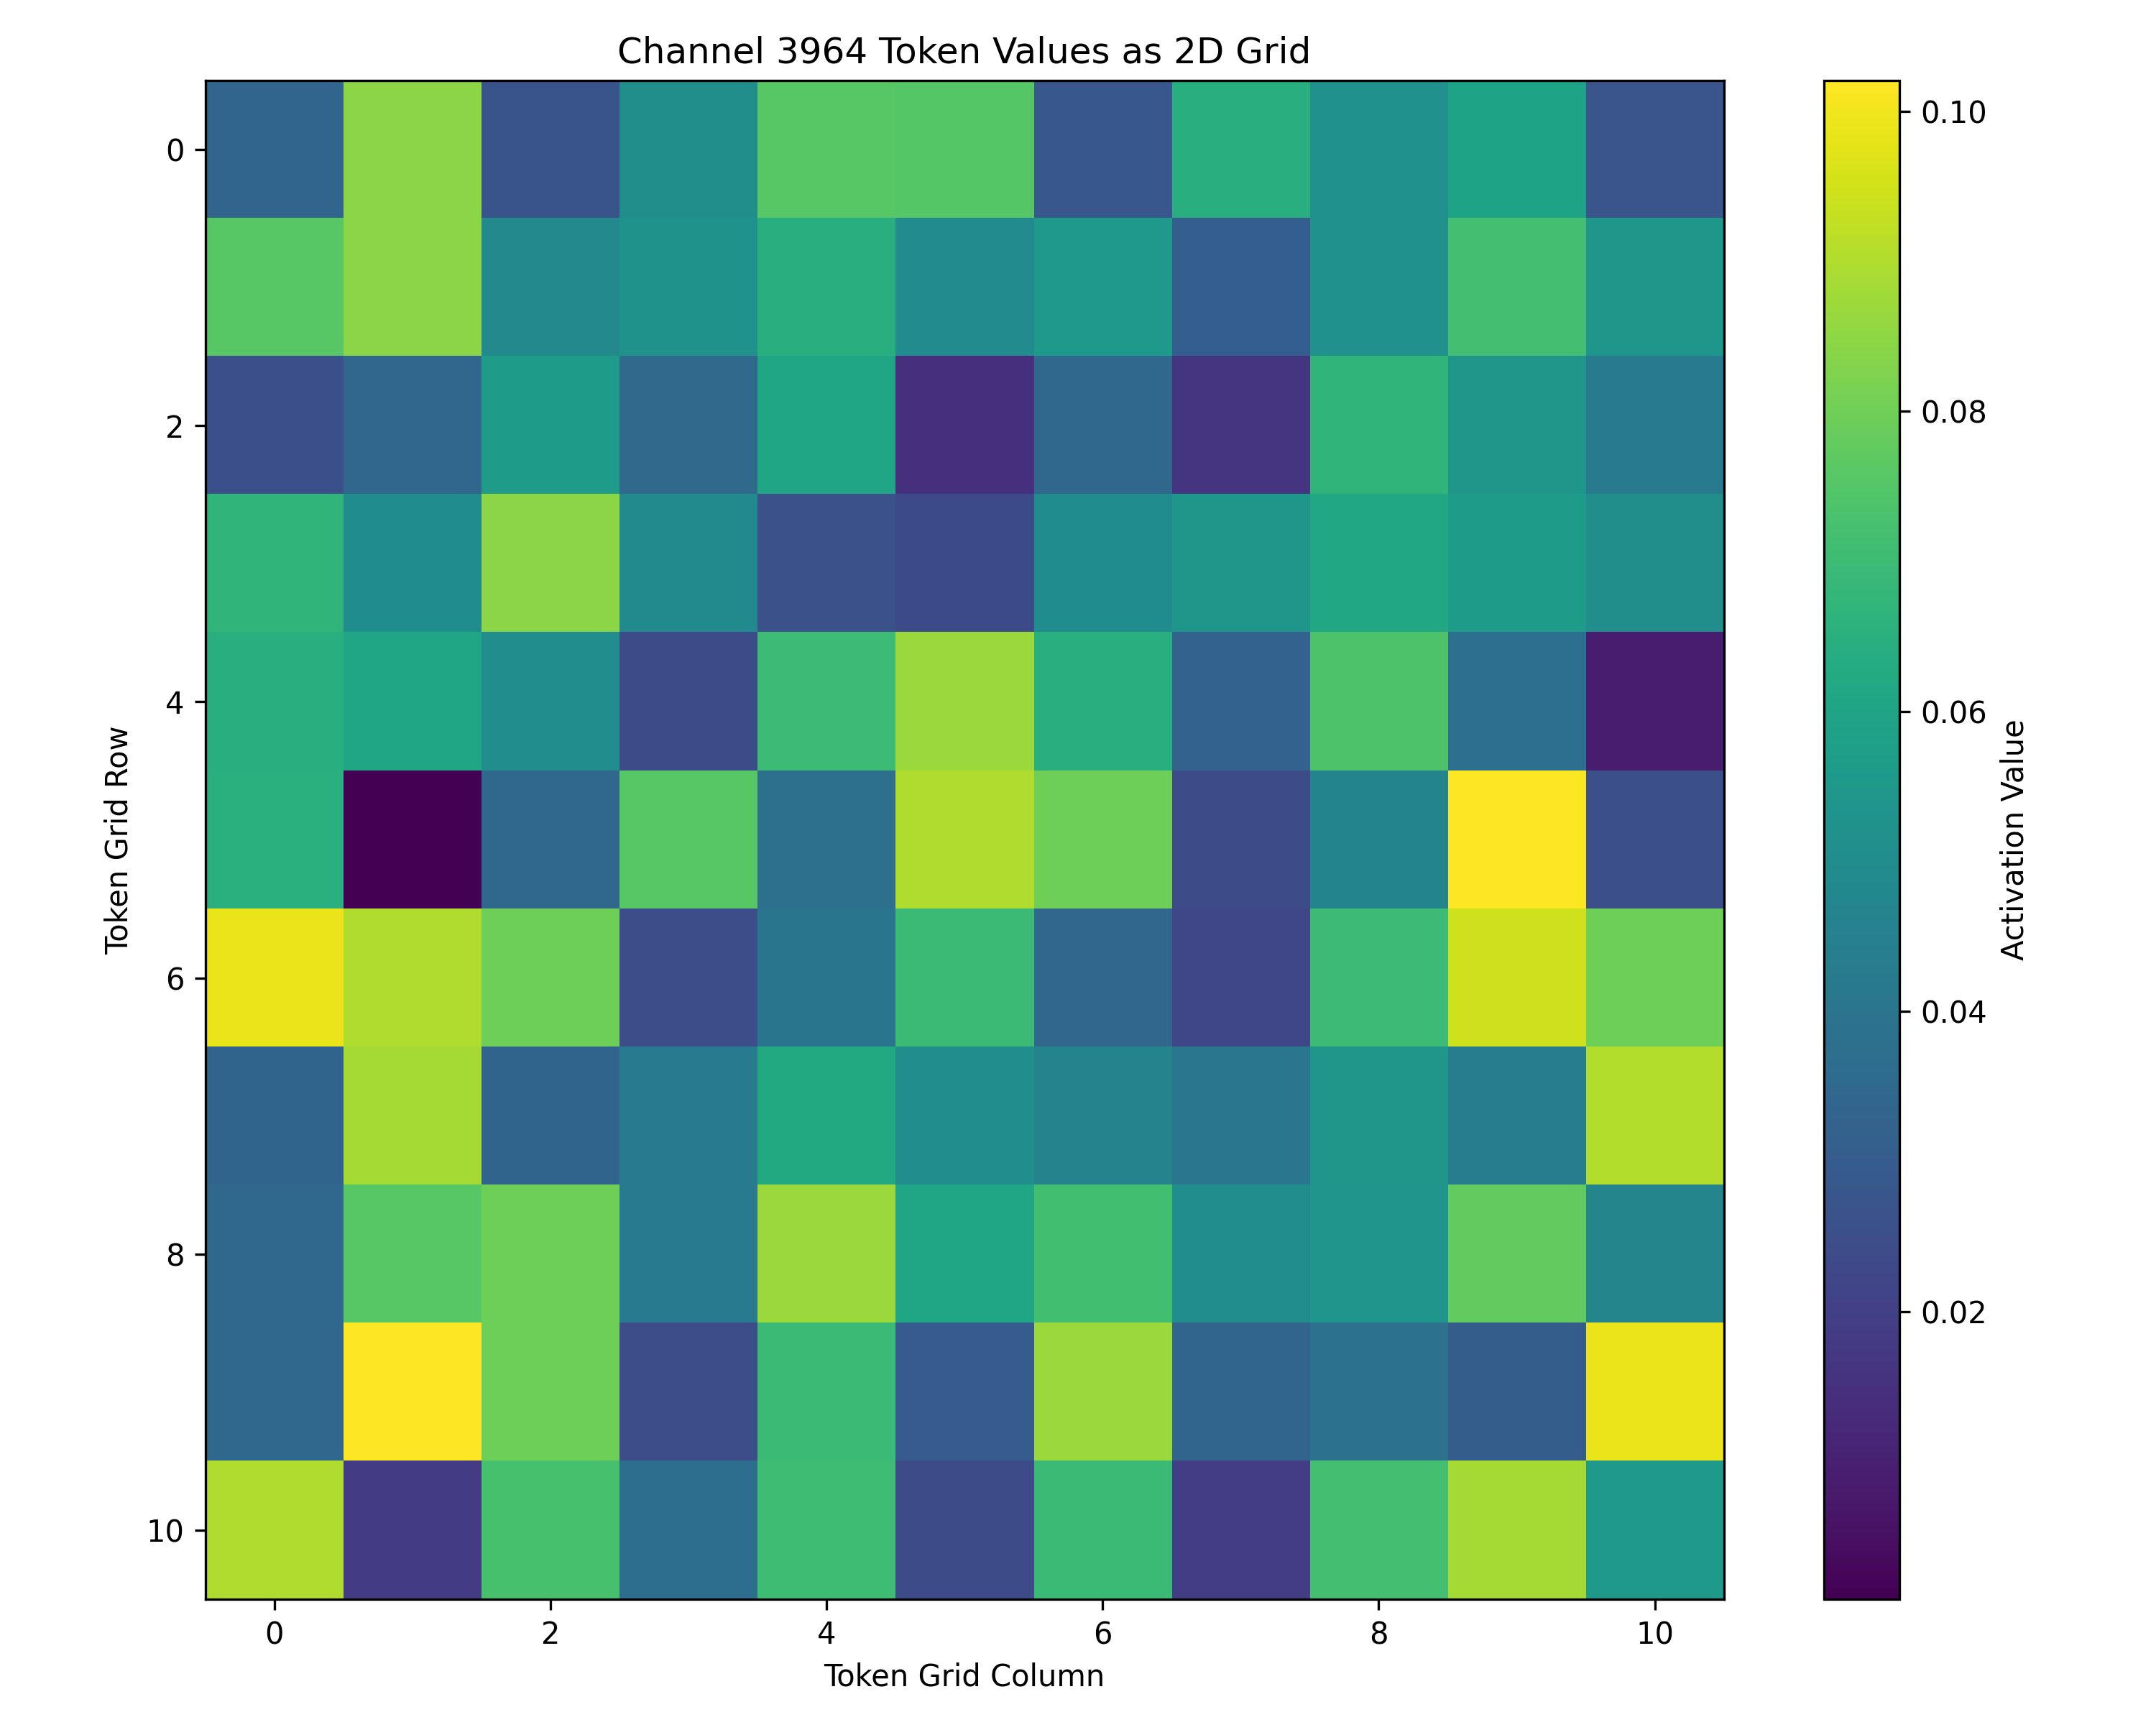 Channel 3964 Token Values as 2D Grid
0
2
4
6
8
10
Token Grid Row
0 2 4 6 8 10
Token Grid Column
0.10
0.08
0.06
0.04
0.02
Activation Value